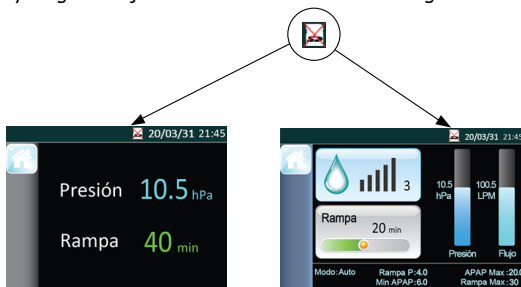 20/03/31 21:45
Presión 10.5 hPa
Rampa 40 min
20/03/31 21:45
3
Rampa
20 min
10.5 hPa
100.5 LPM
Presión Flujo
Modo:Auto Rampa P:4.0 APAP Max:20.0
Min APAP:6.0 Rampa Max:30